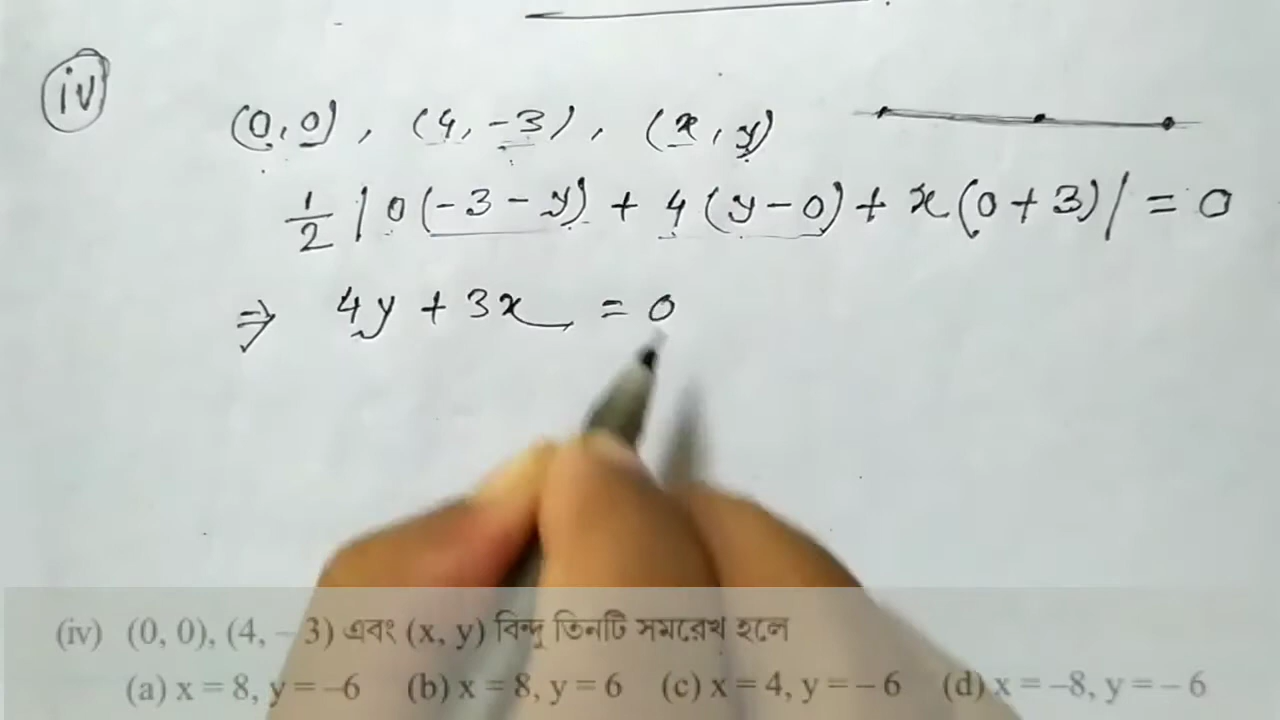 (iv)
(0,0), (4,-3), (x,y)
1/2 |0(-3-y) + 4(y-0) + x(0+3)| = 0
⇒ 4y + 3x = 0
(iv) (0, 0), (4, – 3) এবং (x, y) বিন্দু তিনটি সমরেখ হলে
(a) x = 8, y = –6 (b) x = 8, y = 6 (c) x = 4, y = – 6 (d) x = –8, y = – 6